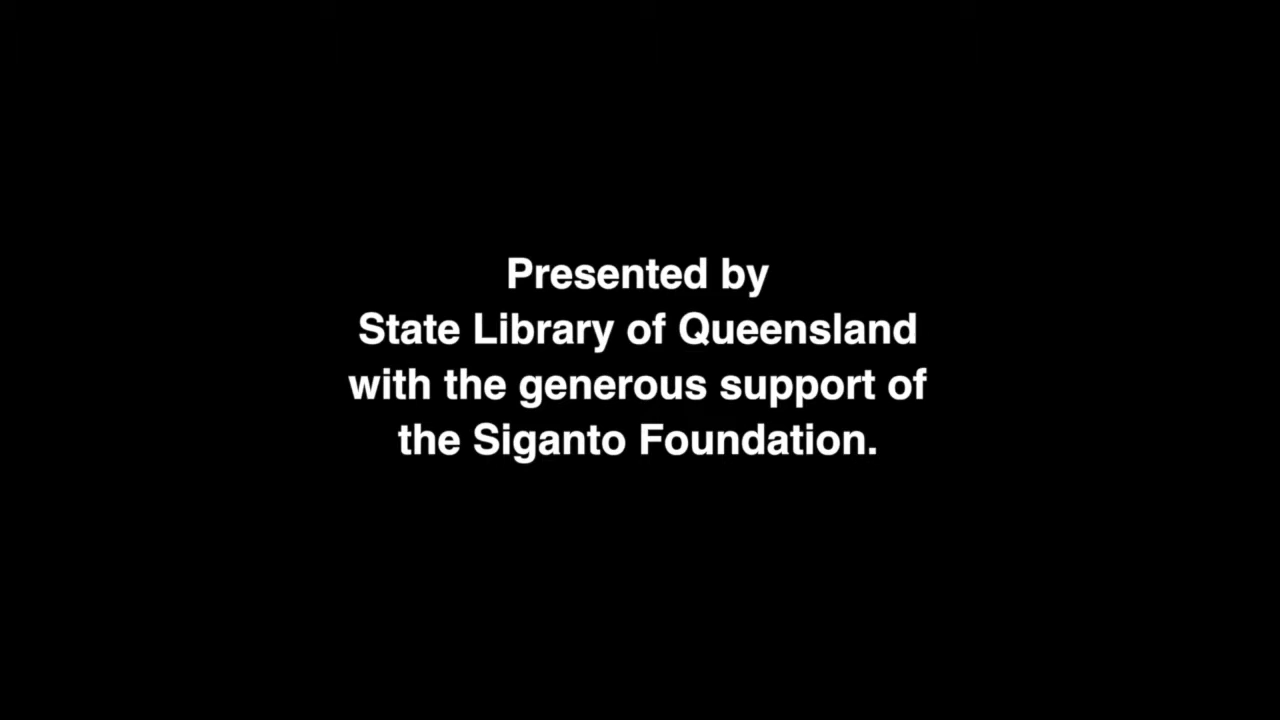 Presented by
State Library of Queensland
with the generous support of
the Siganto Foundation.